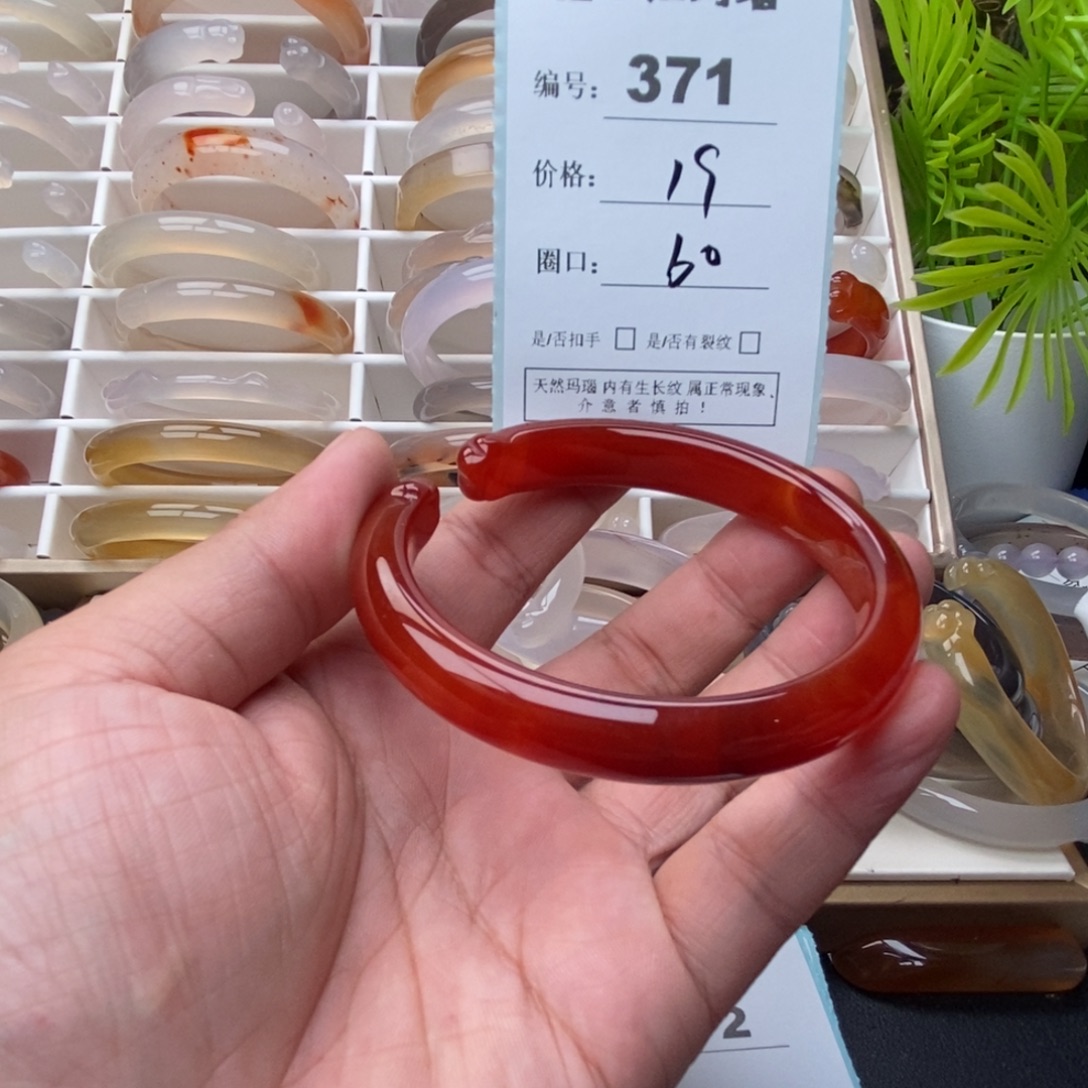 编号: 371
价格: 19
圈口: 60
是/否扣手 □ 是/否有裂纹 □
天然玛瑙 内有生长纹 属正常现象、
介意者慎拍！
2